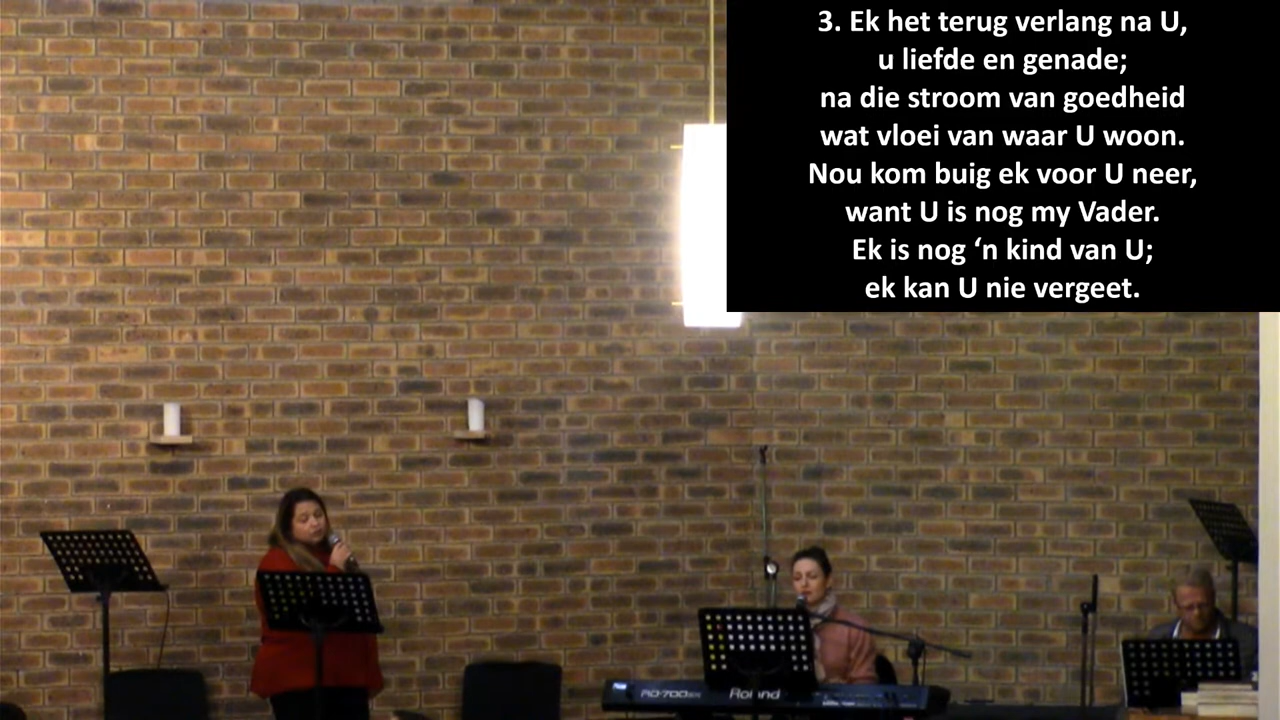 3. Ek het terug verlang na U,
u liefde en genade;
na die stroom van goedheid
wat vloei van waar U woon.
Nou kom buig ek voor U neer,
want U is nog my Vader.
Ek is nog ‘n kind van U;
ek kan U nie vergeet.
RD-700SX Roland